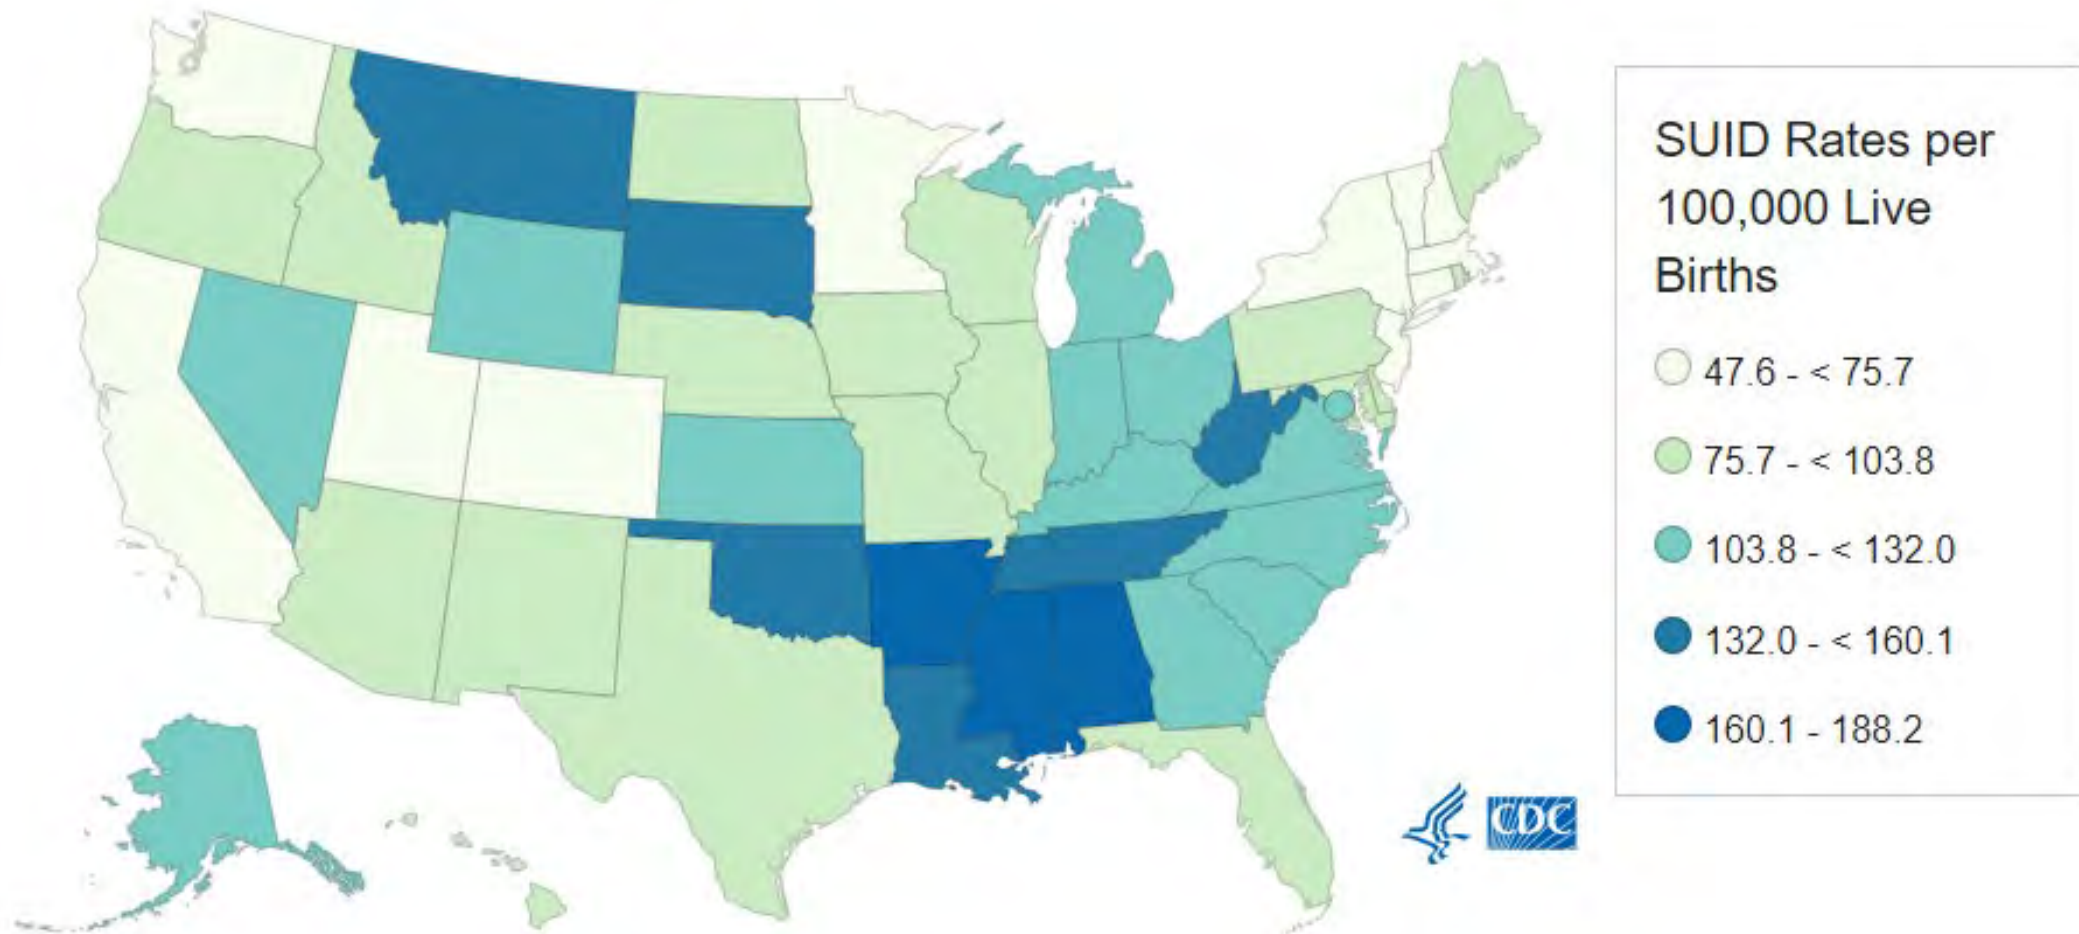 SUID Rates per
100,000 Live
Births
47.6 - < 75.7
75.7 - < 103.8
103.8 - < 132.0
132.0 - < 160.1
160.1 - 188.2
CDC